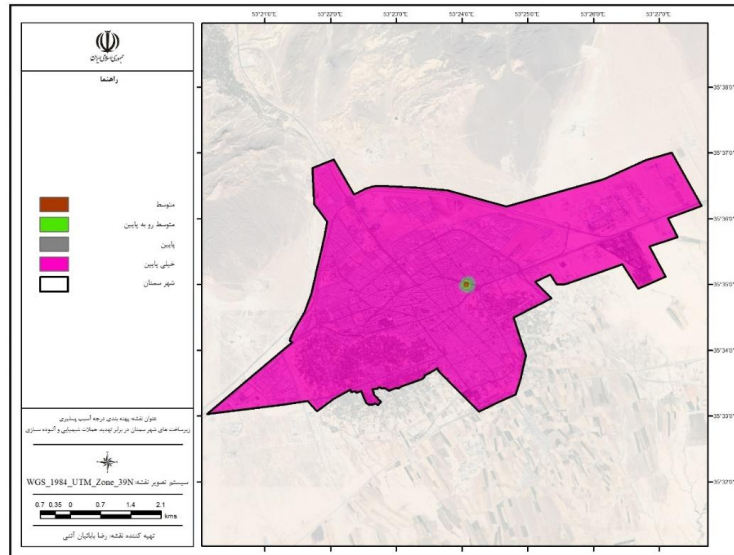 53°21'0"E 53°22'0"E 53°23'0"E 53°24'0"E 53°25'0"E 53°26'0"E 53°27'0"E
جمهوری اسلامی ایران
راهنما
متوسط
متوسط رو به پایین
پایین
خیلی پایین
شهر سمنان
35°38'0"
35°37'0"
35°36'0"
35°35'0"
35°34'0"
35°33'0"
35°32'0"
عنوان نقشه: پهنه بندی درجه آسیب پذیری
زیرساخت های شهر سمنان در برابر تهدید حملات شیمیایی و آلوده سازی
سیستم تصویر نقشه: WGS_1984_UTM_Zone_39N
0.7 0.35 0 0.7 1.4 2.1
kms
تهیه کننده نقشه: رضا بابائیان آتنی